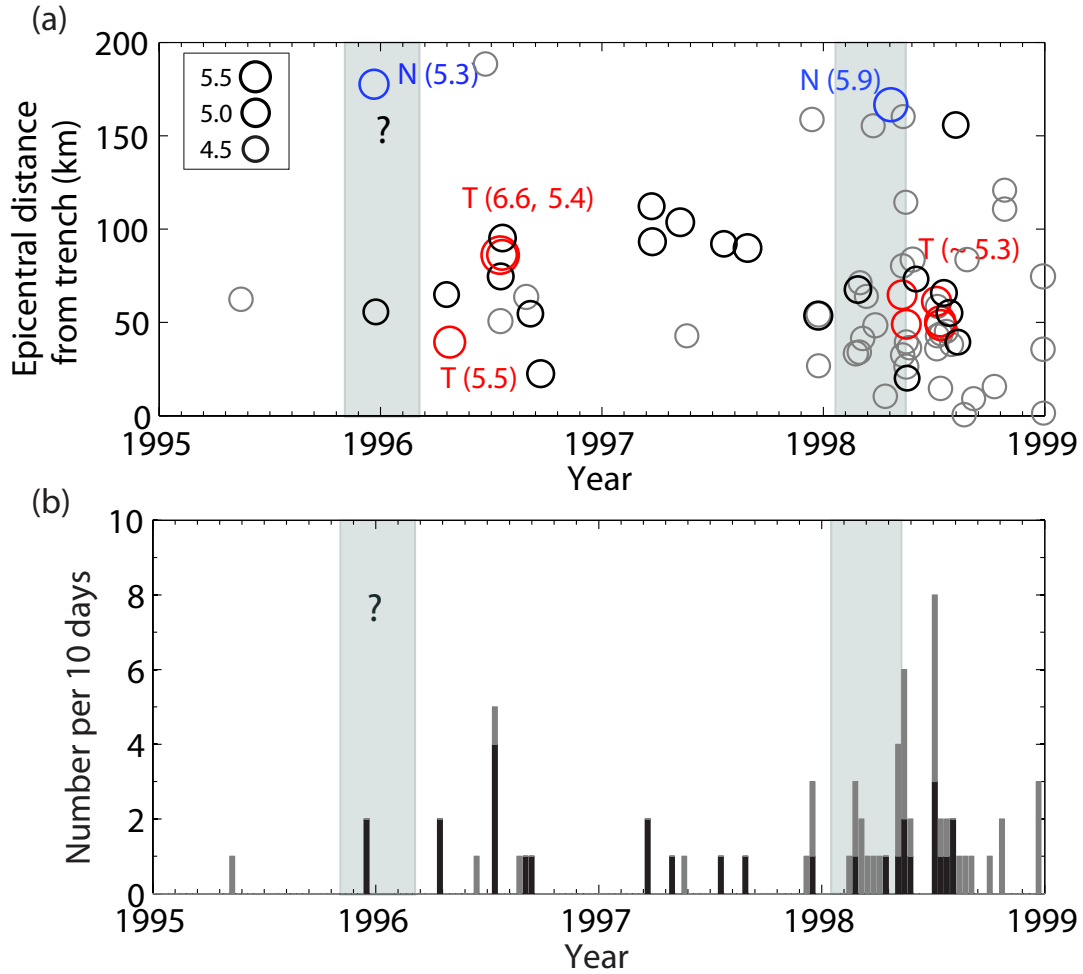 (a)
Epicentral distance
from trench (km)
200
150
100
50
0
5.5
5.0
4.5
N (5.3)
?
N (5.9)
T (6.6, 5.4)
T (~ 5.3)
T (5.5)
1995
1996
1997
1998
1999
Year
(b)
Number per 10 days
10
8
6
4
2
0
?
1995
1996
1997
1998
1999
Year